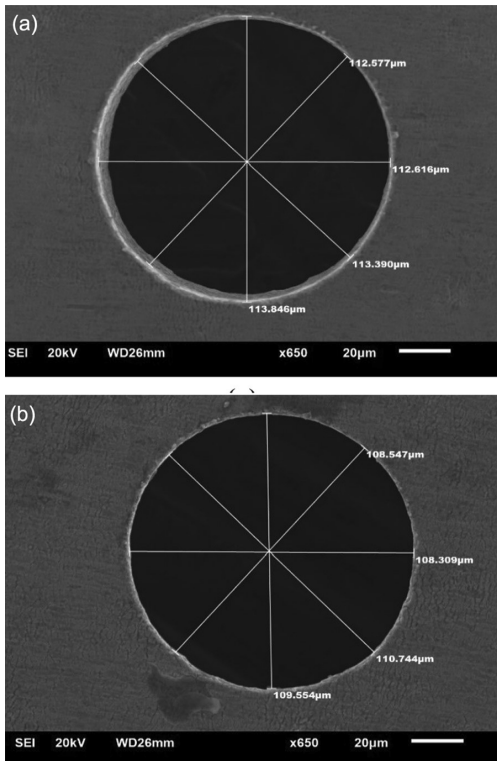 (a)
112.577µm
112.616µm
113.390µm
113.846µm
SEI 20kV WD26mm x650 20µm
(b)
108.547µm
108.309µm
110.744µm
109.554µm
SEI 20kV WD26mm x650 20µm